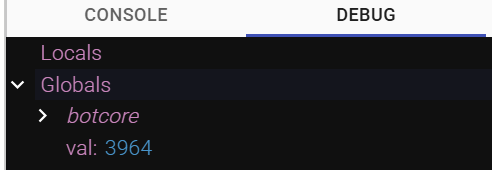 CONSOLE DEBUG
Locals
Globals
botcore
val: 3964